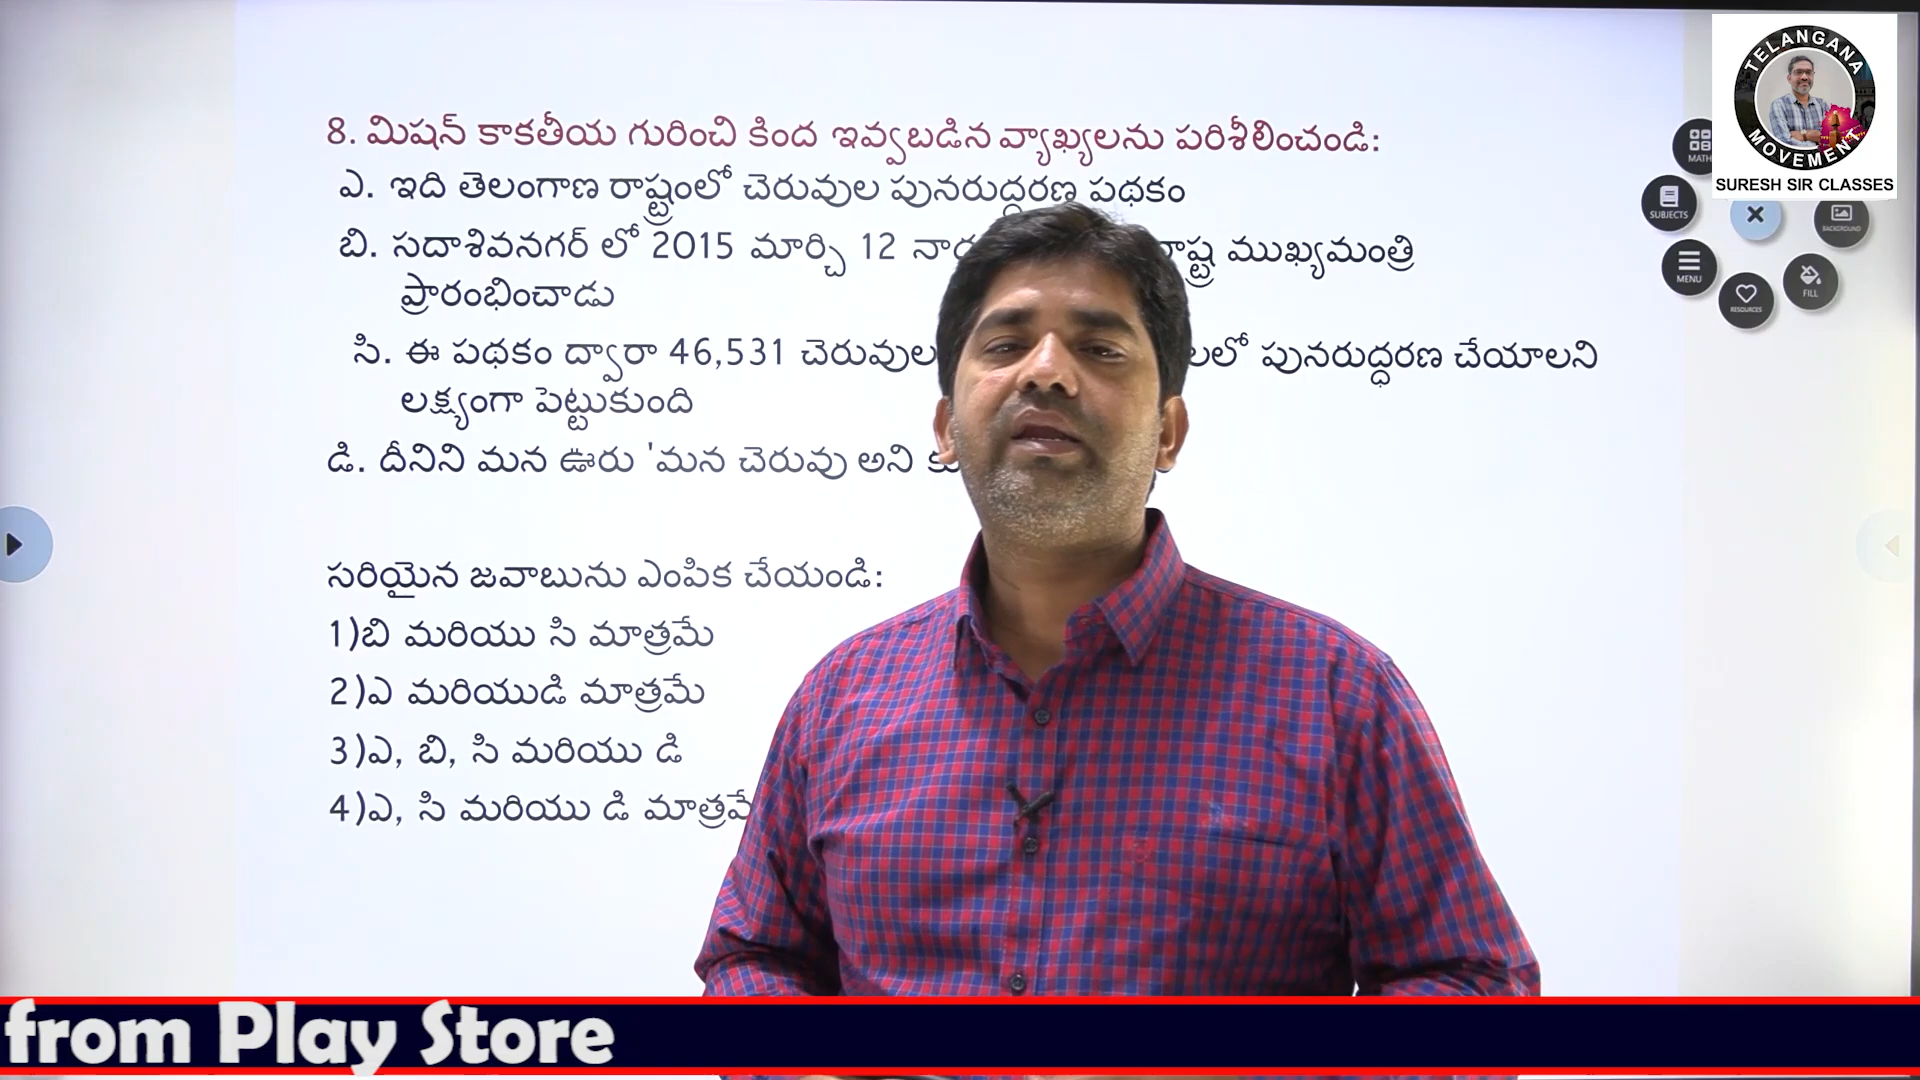 8. మిషన్ కాకతీయ గురించి కింద ఇవ్వబడిన వ్యాఖ్యలను పరిశీలించండి:
ఎ. ఇది తెలంగాణ రాష్ట్రంలో చెరువుల పునరుద్ధరణ పథకం
బి. సదాశివనగర్ లో 2015 మార్చి 12 ముఖ్యమంత్రి
ప్రారంభించాడు
సి. ఈ పథకం ద్వారా 46,531 పునరుద్ధరణ చేయాలని
లక్ష్యంగా పెట్టుకుంది
డి. దీనిని మన ఊరు 'మన చెరువు అని
సరియైన జవాబును ఎంపిక చేయండి:
1)బి మరియు సి మాత్రమే
2)ఎ మరియుడి మాత్రమే
3)ఎ, బి, సి మరియు డి
4)ఎ, సి మరియు డి మాత్రమే
TELANGANA
MOVEMENT
SURESH SIR CLASSES
MATH
SUBJECTS
BACKGROUND
MENU
FILL
RESOURCES
from Play Store